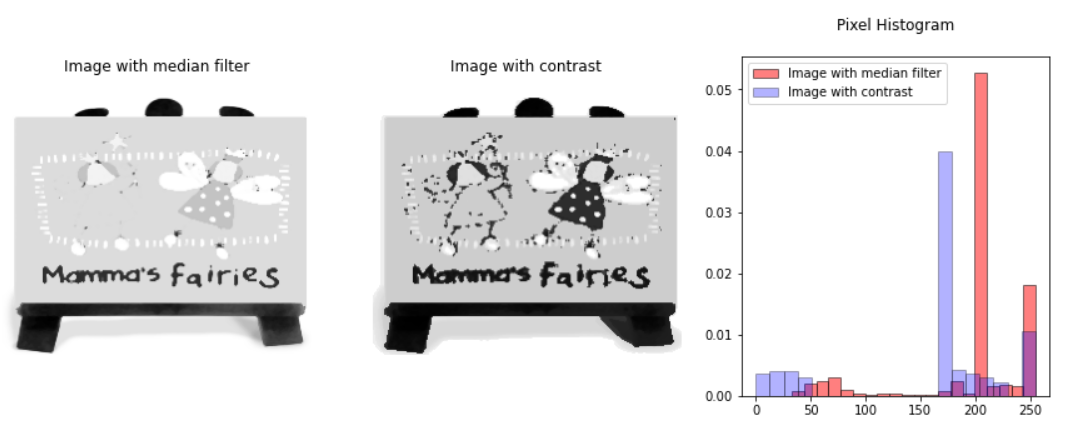 Image with median filter
Mamma's fairies
Image with contrast
Mamma's fairies
Pixel Histogram
Image with median filter
Image with contrast
0.05
0.04
0.03
0.02
0.01
0.00
0 50 100 150 200 250